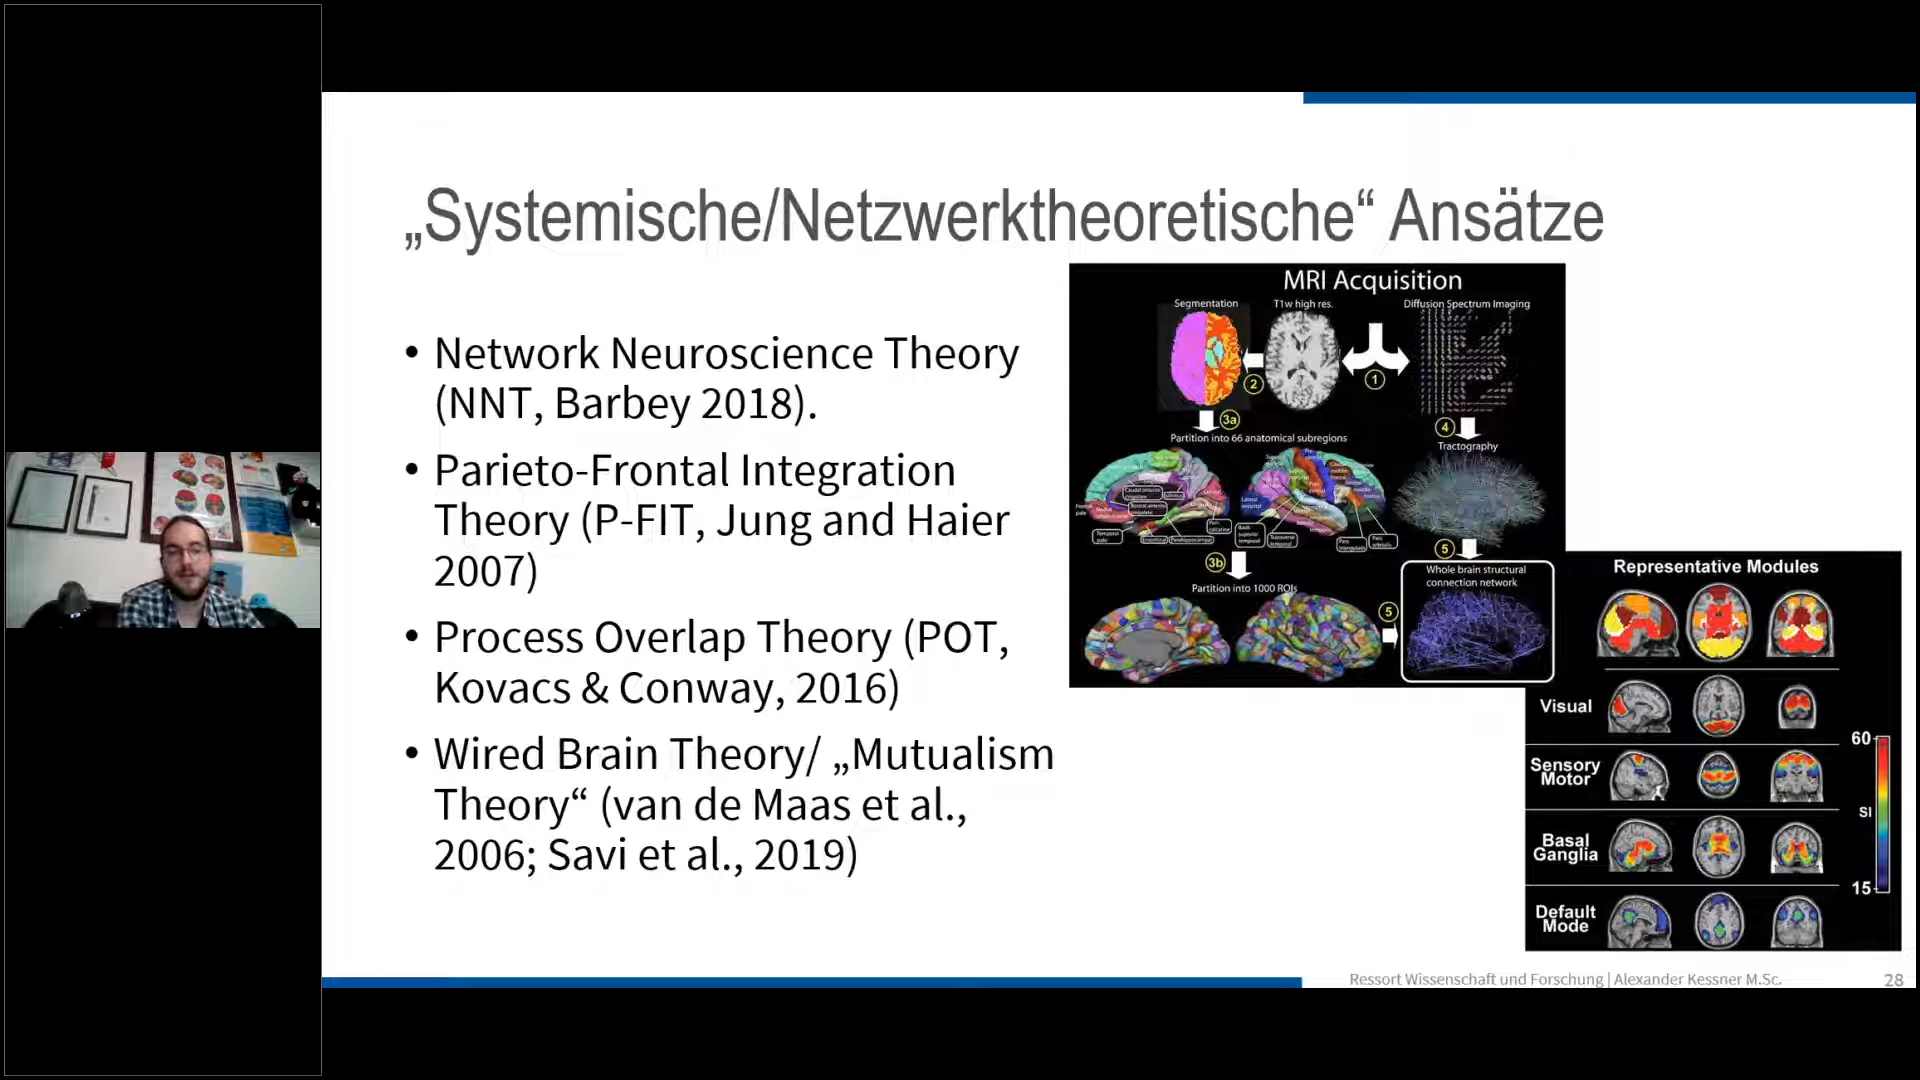 „Systemische/Netzwerktheoretische“ Ansätze
• Network Neuroscience Theory
(NNT, Barbey 2018).
• Parieto-Frontal Integration
Theory (P-FIT, Jung and Haier
2007)
• Process Overlap Theory (POT,
Kovacs & Conway, 2016)
• Wired Brain Theory/ „Mutualism
Theory“ (van de Maas et al.,
2006; Savi et al., 2019)
MRI Acquisition
Segmentation
T1w high res.
Diffusion Spectrum Imaging
1
2
3a
4
Partition into 66 anatomical subregions
Tractography
Temporal pole
3b
5
Partition into 1000 ROIs
5
Whole brain structural
connection network
Representative Modules
Visual
Sensory
Motor
Basal
Ganglia
Default
Mode
60
SI
15
Ressort Wissenschaft und Forschung | Alexander Kessner M.Sc.
28